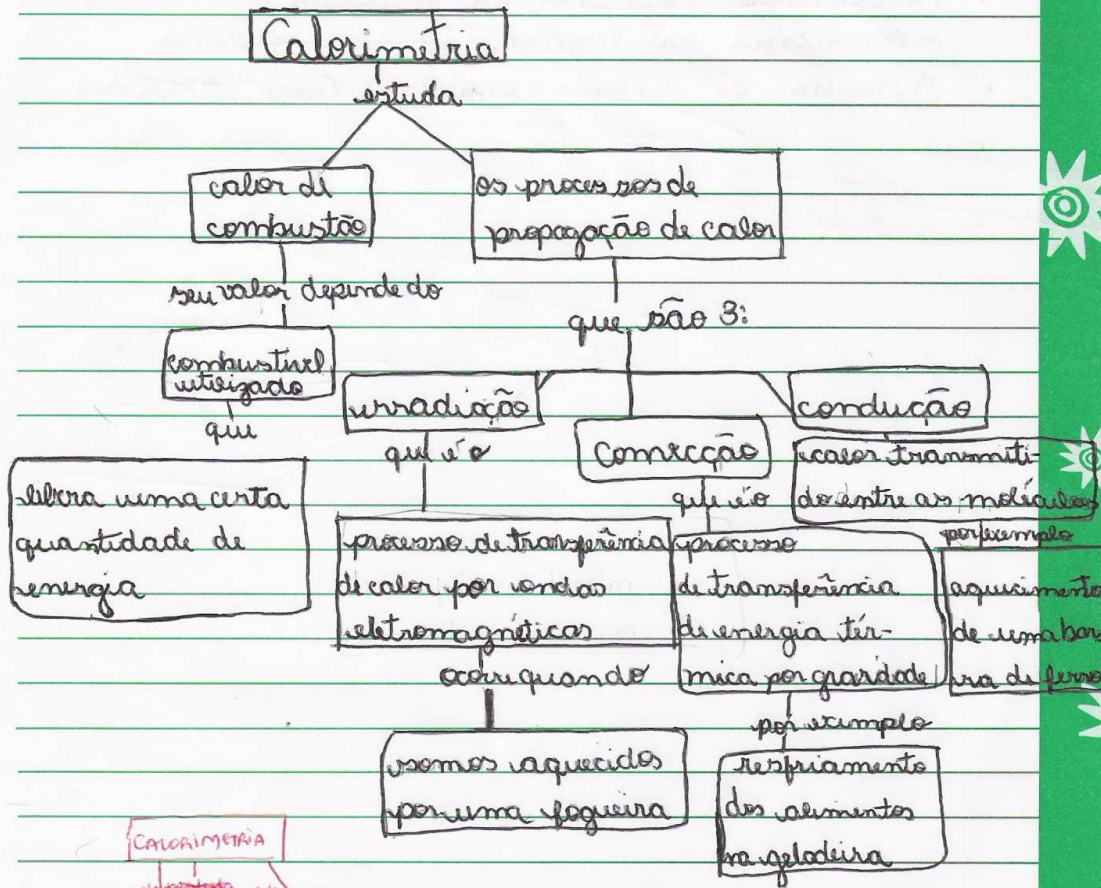 Calorimetria
estuda
calor de
combustão
os processos de
propagação de calor
seu valor depende do
combustível
utilizado
que
libera uma certa
quantidade de
energia
que são 3:
irradiação
que é o
processo de transferência
de calor por ondas
eletromagnéticas
ocorre quando
somos aquecidos
por uma fogueira
Convecção
que é o
processo
de transferência
de energia tér-
mica por gravidade
por exemplo
resfriamento
dos alimentos
na geladeira
condução
calor transmiti-
do entre as moléculas
por exemplo
aquecimento
de uma bar
ra de ferro
CALORIMETRIA